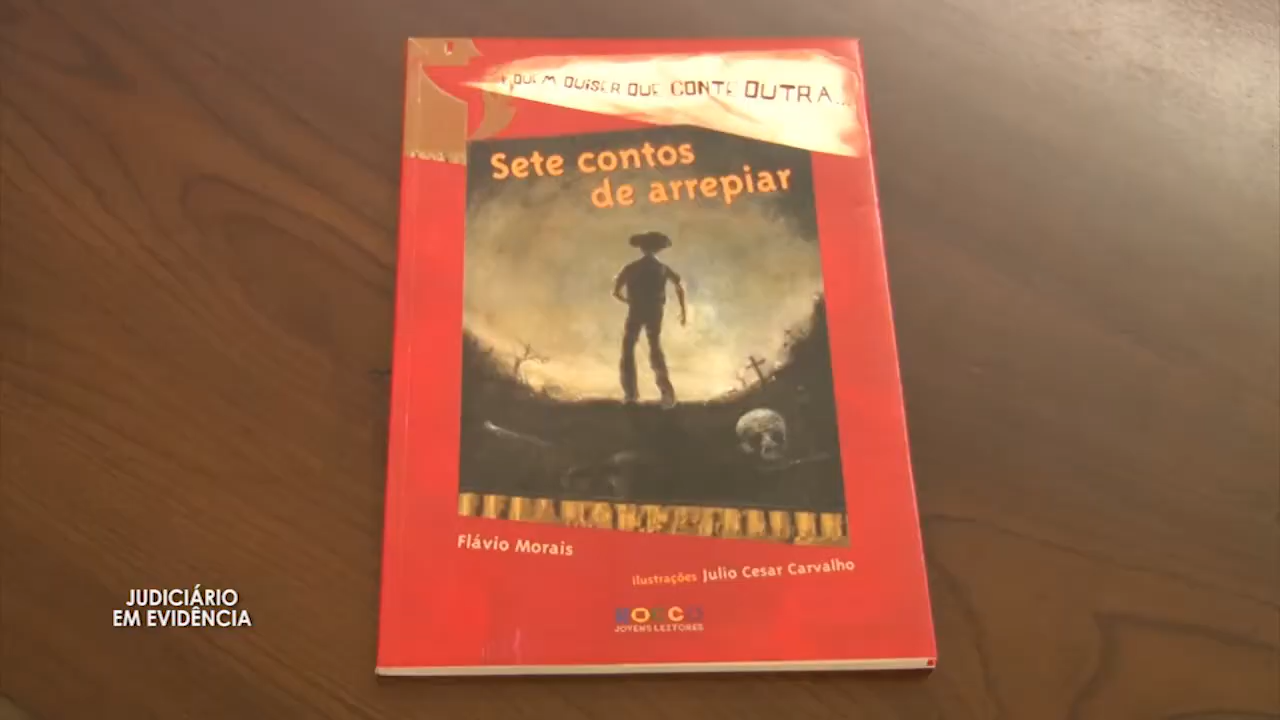 QUEM QUISER QUE CONTE OUTRA...
Sete contos
de arrepiar
Flávio Morais
ilustrações Julio Cesar Carvalho
ROCCO
JOVENS LEITORES
JUDICIÁRIO
EM EVIDÊNCIA